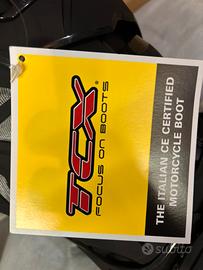 TCX®
FOCUS ON BOOTS
THE ITALIAN CE CERTIFIED
MOTORCYCLE BOOT
subito